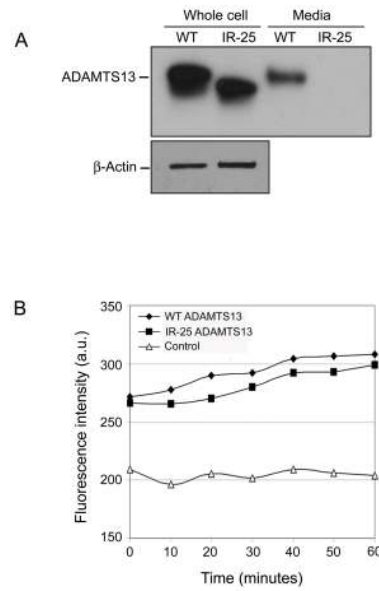 A
Whole cell Media
WT IR-25 WT IR-25
ADAMTS13
β-Actin
B
350
300
250
200
150
Fluorescence intensity (a.u.)
WT ADAMTS13
IR-25 ADAMTS13
Control
0 10 20 30 40 50 60
Time (minutes)